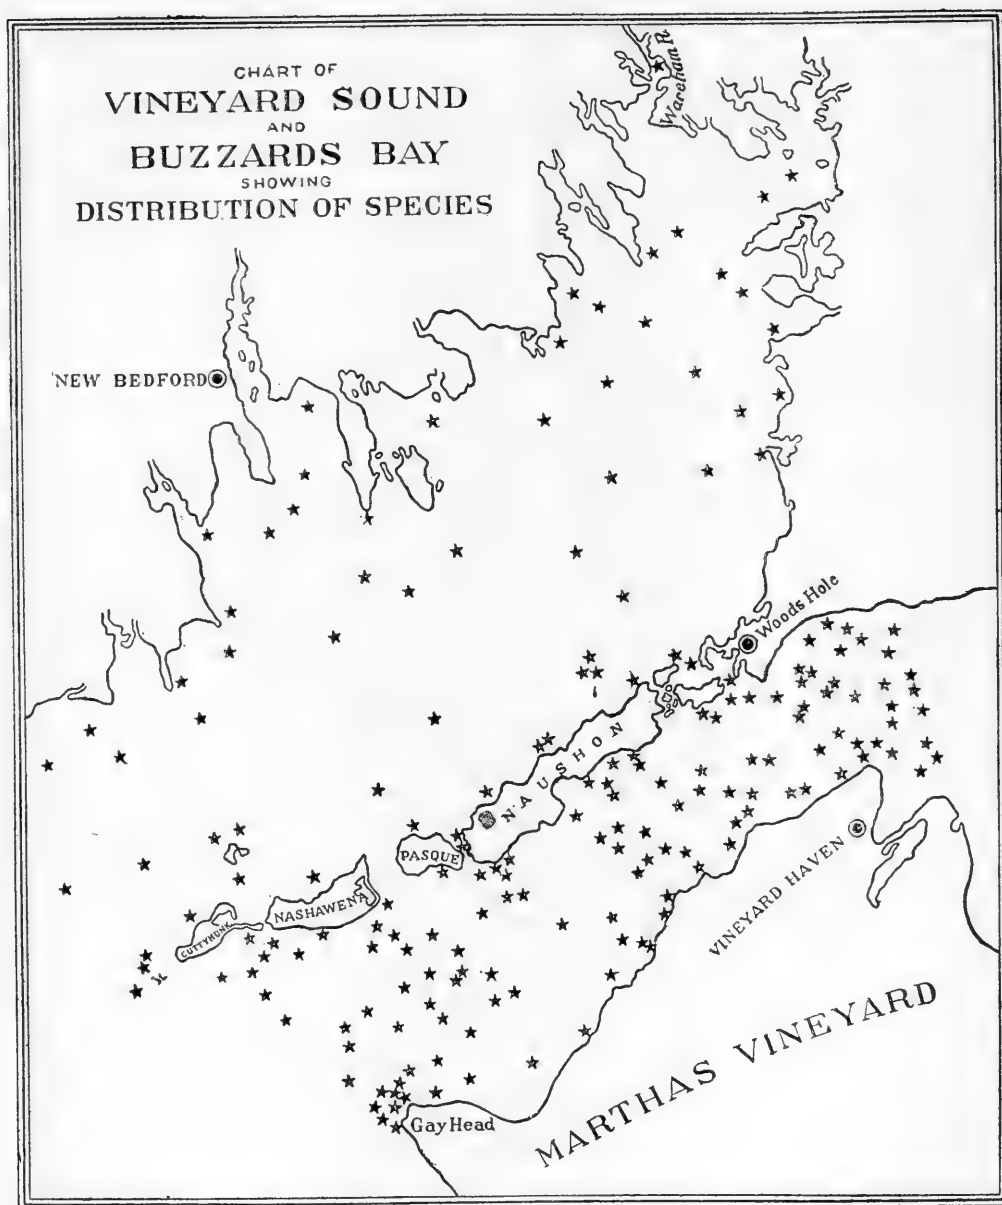 CHART OF
VINEYARD SOUND
AND
BUZZARDS BAY
SHOWING
DISTRIBUTION OF SPECIES
Wareham R.
NEW BEDFORD
Woods Hole
NAUSHON
PASQUE
NASHAWENA
CUTTYHUNK
VINEYARD HAVEN
MARTHAS VINEYARD
Gay Head